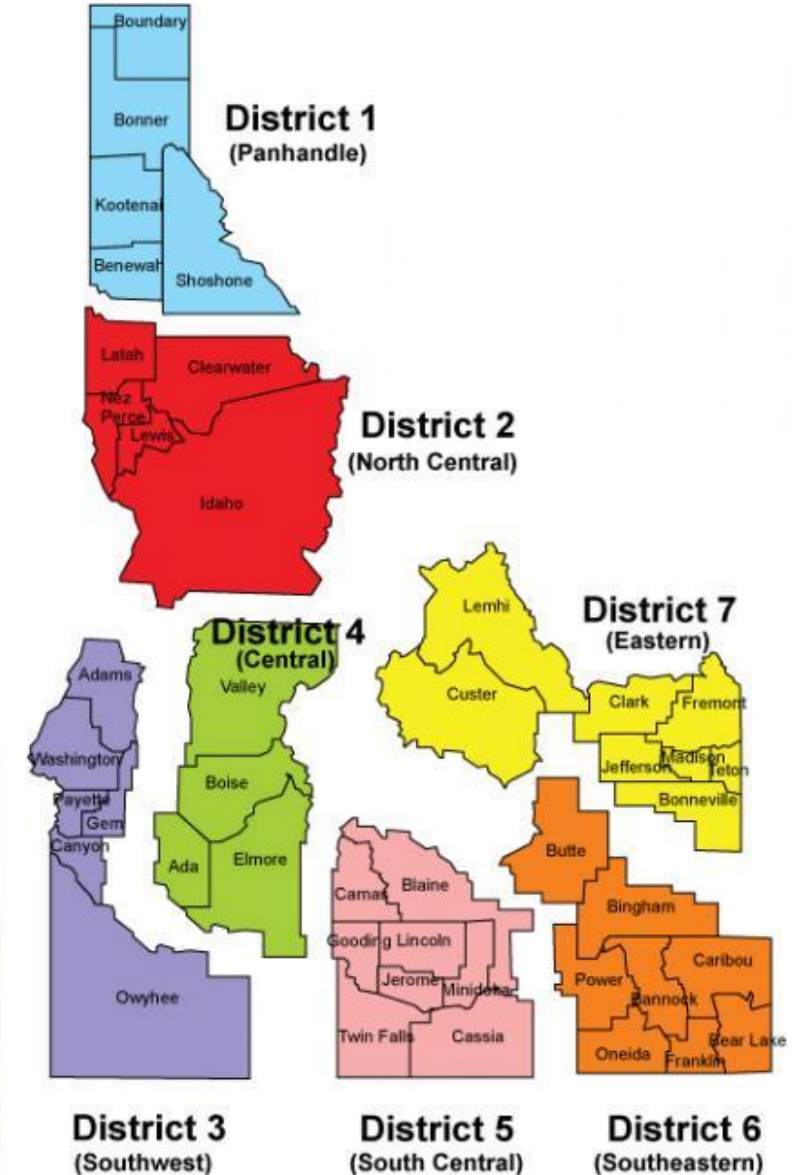 Boundary
Bonner
Kootenai
Benewah
Shoshone
District 1
(Panhandle)
Latah
Clearwater
Nez
Perce
Lewis
Idaho
District 2
(North Central)
Lemhi
Custer
Clark
Fremont
Madison
Jefferson
Teton
Bonneville
District 7
(Eastern)
District 4
(Central)
Valley
Boise
Ada
Elmore
Adams
Washington
Payette
Gem
Canyon
Owyhee
Camas
Blaine
Gooding
Lincoln
Jerome
Minidoka
Twin Falls
Cassia
Butte
Bingham
Power
Bannock
Caribou
Oneida
Franklin
Bear Lake
District 3
(Southwest)
District 5
(South Central)
District 6
(Southeastern)